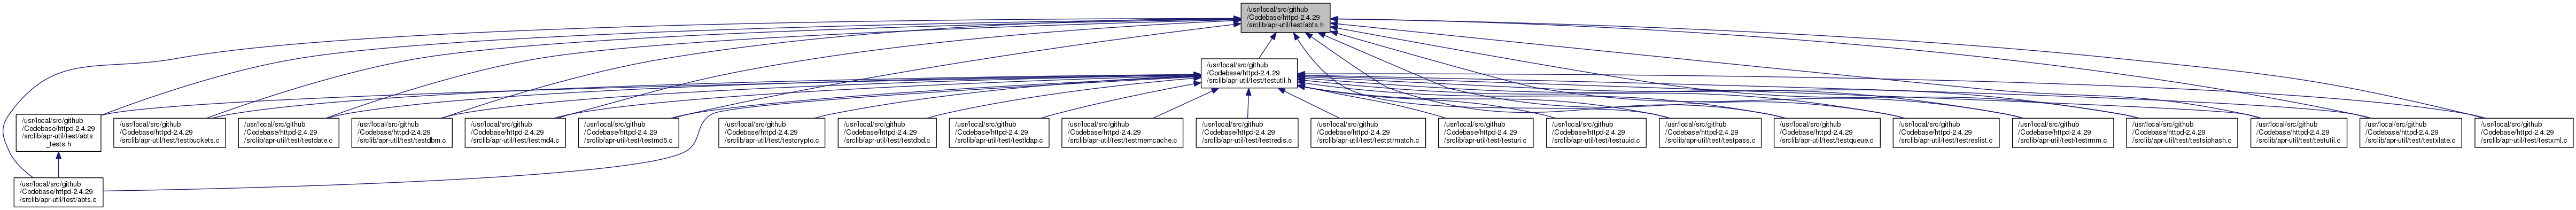 /usr/local/src/github
/Codebase/httpd-2.4.29
/srclib/apr-util/test/abts.h
/usr/local/src/github
/Codebase/httpd-2.4.29
/srclib/apr-util/test/testutil.h
/usr/local/src/github
/Codebase/httpd-2.4.29
/srclib/apr-util/test/abts
_tests.h
/usr/local/src/github
/Codebase/httpd-2.4.29
/srclib/apr-util/test/testbuckets.c
/usr/local/src/github
/Codebase/httpd-2.4.29
/srclib/apr-util/test/testdate.c
/usr/local/src/github
/Codebase/httpd-2.4.29
/srclib/apr-util/test/testdbm.c
/usr/local/src/github
/Codebase/httpd-2.4.29
/srclib/apr-util/test/testmd4.c
/usr/local/src/github
/Codebase/httpd-2.4.29
/srclib/apr-util/test/testmd5.c
/usr/local/src/github
/Codebase/httpd-2.4.29
/srclib/apr-util/test/testcrypto.c
/usr/local/src/github
/Codebase/httpd-2.4.29
/srclib/apr-util/test/testdbd.c
/usr/local/src/github
/Codebase/httpd-2.4.29
/srclib/apr-util/test/testldap.c
/usr/local/src/github
/Codebase/httpd-2.4.29
/srclib/apr-util/test/testmemcache.c
/usr/local/src/github
/Codebase/httpd-2.4.29
/srclib/apr-util/test/testredis.c
/usr/local/src/github
/Codebase/httpd-2.4.29
/srclib/apr-util/test/teststrmatch.c
/usr/local/src/github
/Codebase/httpd-2.4.29
/srclib/apr-util/test/testuri.c
/usr/local/src/github
/Codebase/httpd-2.4.29
/srclib/apr-util/test/testuuid.c
/usr/local/src/github
/Codebase/httpd-2.4.29
/srclib/apr-util/test/testpass.c
/usr/local/src/github
/Codebase/httpd-2.4.29
/srclib/apr-util/test/testqueue.c
/usr/local/src/github
/Codebase/httpd-2.4.29
/srclib/apr-util/test/testreslist.c
/usr/local/src/github
/Codebase/httpd-2.4.29
/srclib/apr-util/test/testrmm.c
/usr/local/src/github
/Codebase/httpd-2.4.29
/srclib/apr-util/test/testsiphash.c
/usr/local/src/github
/Codebase/httpd-2.4.29
/srclib/apr-util/test/testutil.c
/usr/local/src/github
/Codebase/httpd-2.4.29
/srclib/apr-util/test/testxlate.c
/usr/local/src/github
/Codebase/httpd-2.4.29
/srclib/apr-util/test/testxml.c
/usr/local/src/github
/Codebase/httpd-2.4.29
/srclib/apr-util/test/abts.c